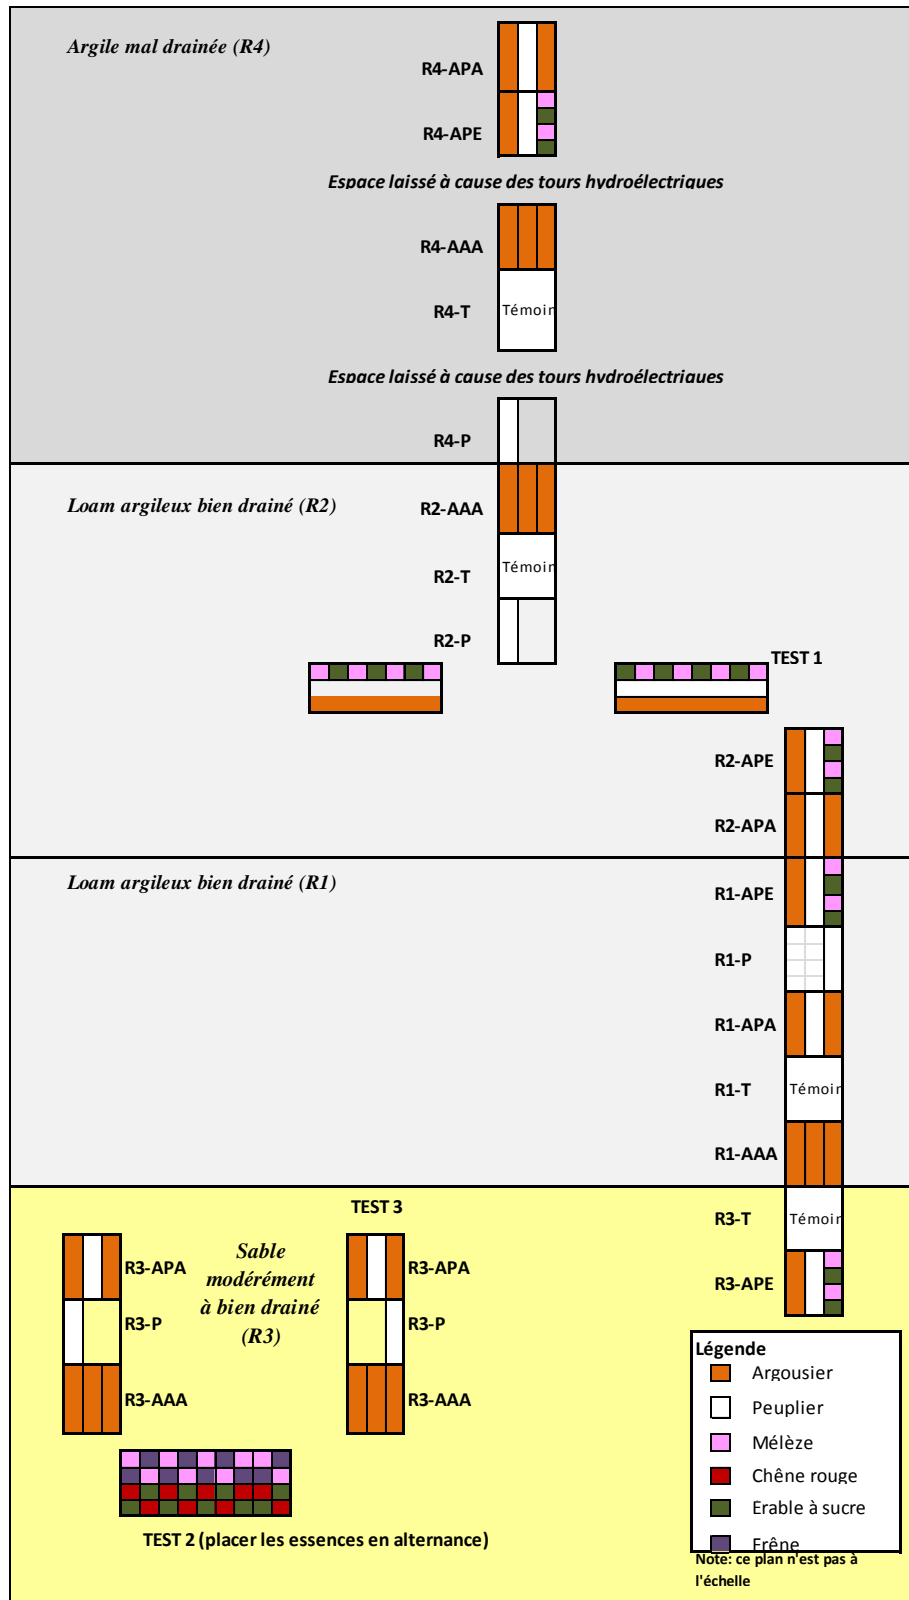 Argile mal drainée (R4)
R4-APA
R4-APE
Espace laissé à cause des tours hydroélectriques
R4-AAA
R4-T
Témoin
Espace laissé à cause des tours hydroélectriques
R4-P
Loam argileux bien drainé (R2)
R2-AAA
R2-T
Témoin
R2-P
TEST 1
R2-APE
R2-APA
Loam argileux bien drainé (R1)
R1-APE
R1-P
R1-APA
R1-T
Témoin
R1-AAA
TEST 3
R3-T
Témoin
R3-APA
Sable
modérément
à bien drainé
(R3)
R3-APA
R3-APE
R3-P
R3-P
R3-AAA
R3-AAA
Légende
Argousier
Peuplier
Mélèze
Chêne rouge
Erable à sucre
Frêne
TEST 2 (placer les essences en alternance)
Note: ce plan n'est pas à
l'échelle